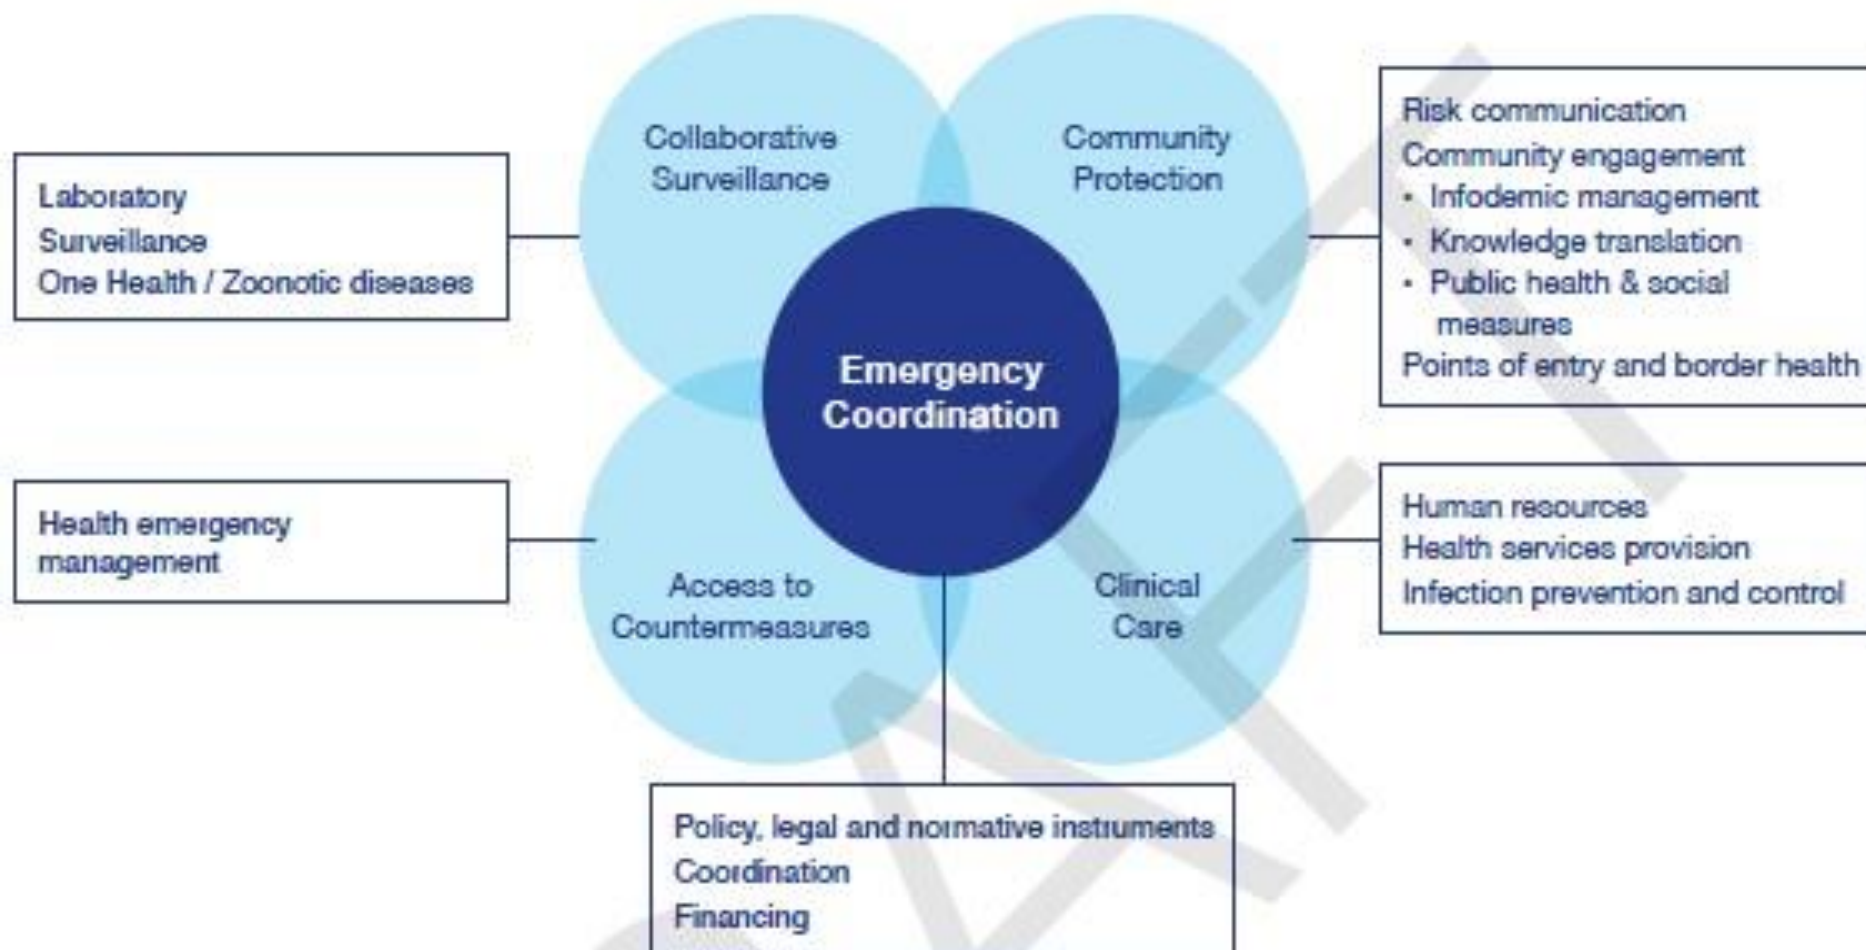 Collaborative
Surveillance
Community
Protection
Emergency
Coordination
Access to
Countermeasures
Clinical
Care
Laboratory
Surveillance
One Health / Zoonotic diseases
Health emergency
management
Risk communication
Community engagement
• Infodemic management
• Knowledge translation
• Public health & social
measures
Points of entry and border health
Human resources
Health services provision
Infection prevention and control
Policy, legal and normative instruments
Coordination
Financing